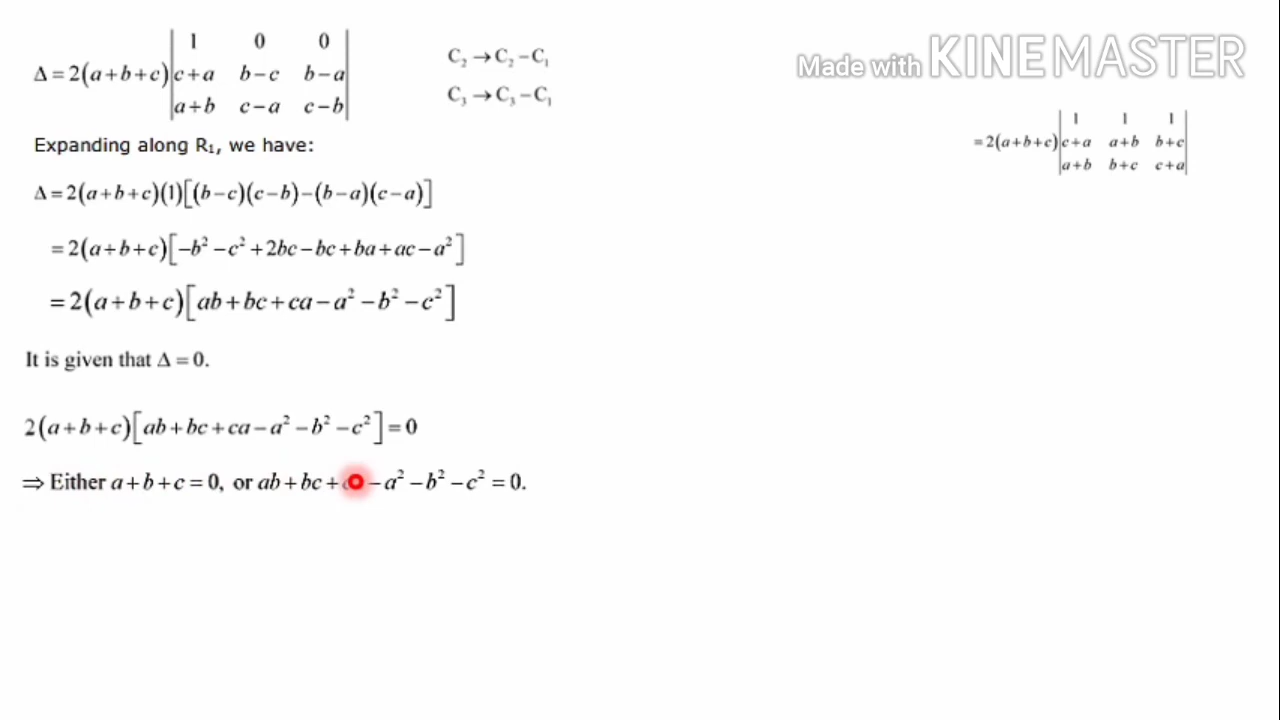 Δ = 2(a+b+c) | 1 0 0 |
| c+a b−c b−a |
| a+b c−a c−b |
C₂ → C₂ − C₁
C₃ → C₃ − C₁
Made with KINEMASTER
= 2(a+b+c) | 1 1 1 |
| c+a a+b b+c |
| a+b b+c c+a |
Expanding along R₁, we have:
Δ = 2(a+b+c)(1)[(b−c)(c−b)−(b−a)(c−a)]
= 2(a+b+c)[−b²−c²+2bc−bc+ba+ac−a²]
= 2(a+b+c)[ab+bc+ca−a²−b²−c²]
It is given that Δ = 0.
2(a+b+c)[ab+bc+ca−a²−b²−c²] = 0
⇒ Either a+b+c = 0, or ab+bc+ −a²−b²−c² = 0.